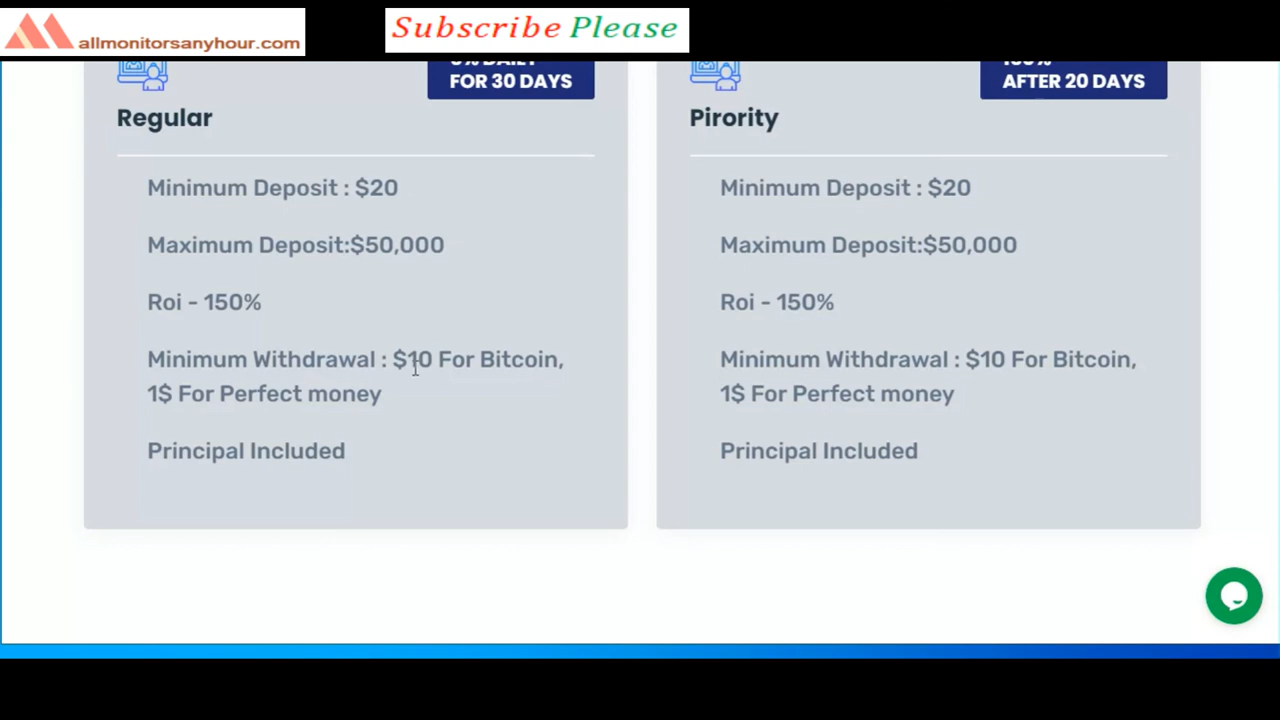 allmonitorsanyhour.com
Subscribe Please
FOR 30 DAYS
AFTER 20 DAYS
Regular
Pirority
Minimum Deposit : $20
Maximum Deposit:$50,000
Roi - 150%
Minimum Withdrawal : $10 For Bitcoin,
1$ For Perfect money
Principal Included
Minimum Deposit : $20
Maximum Deposit:$50,000
Roi - 150%
Minimum Withdrawal : $10 For Bitcoin,
1$ For Perfect money
Principal Included